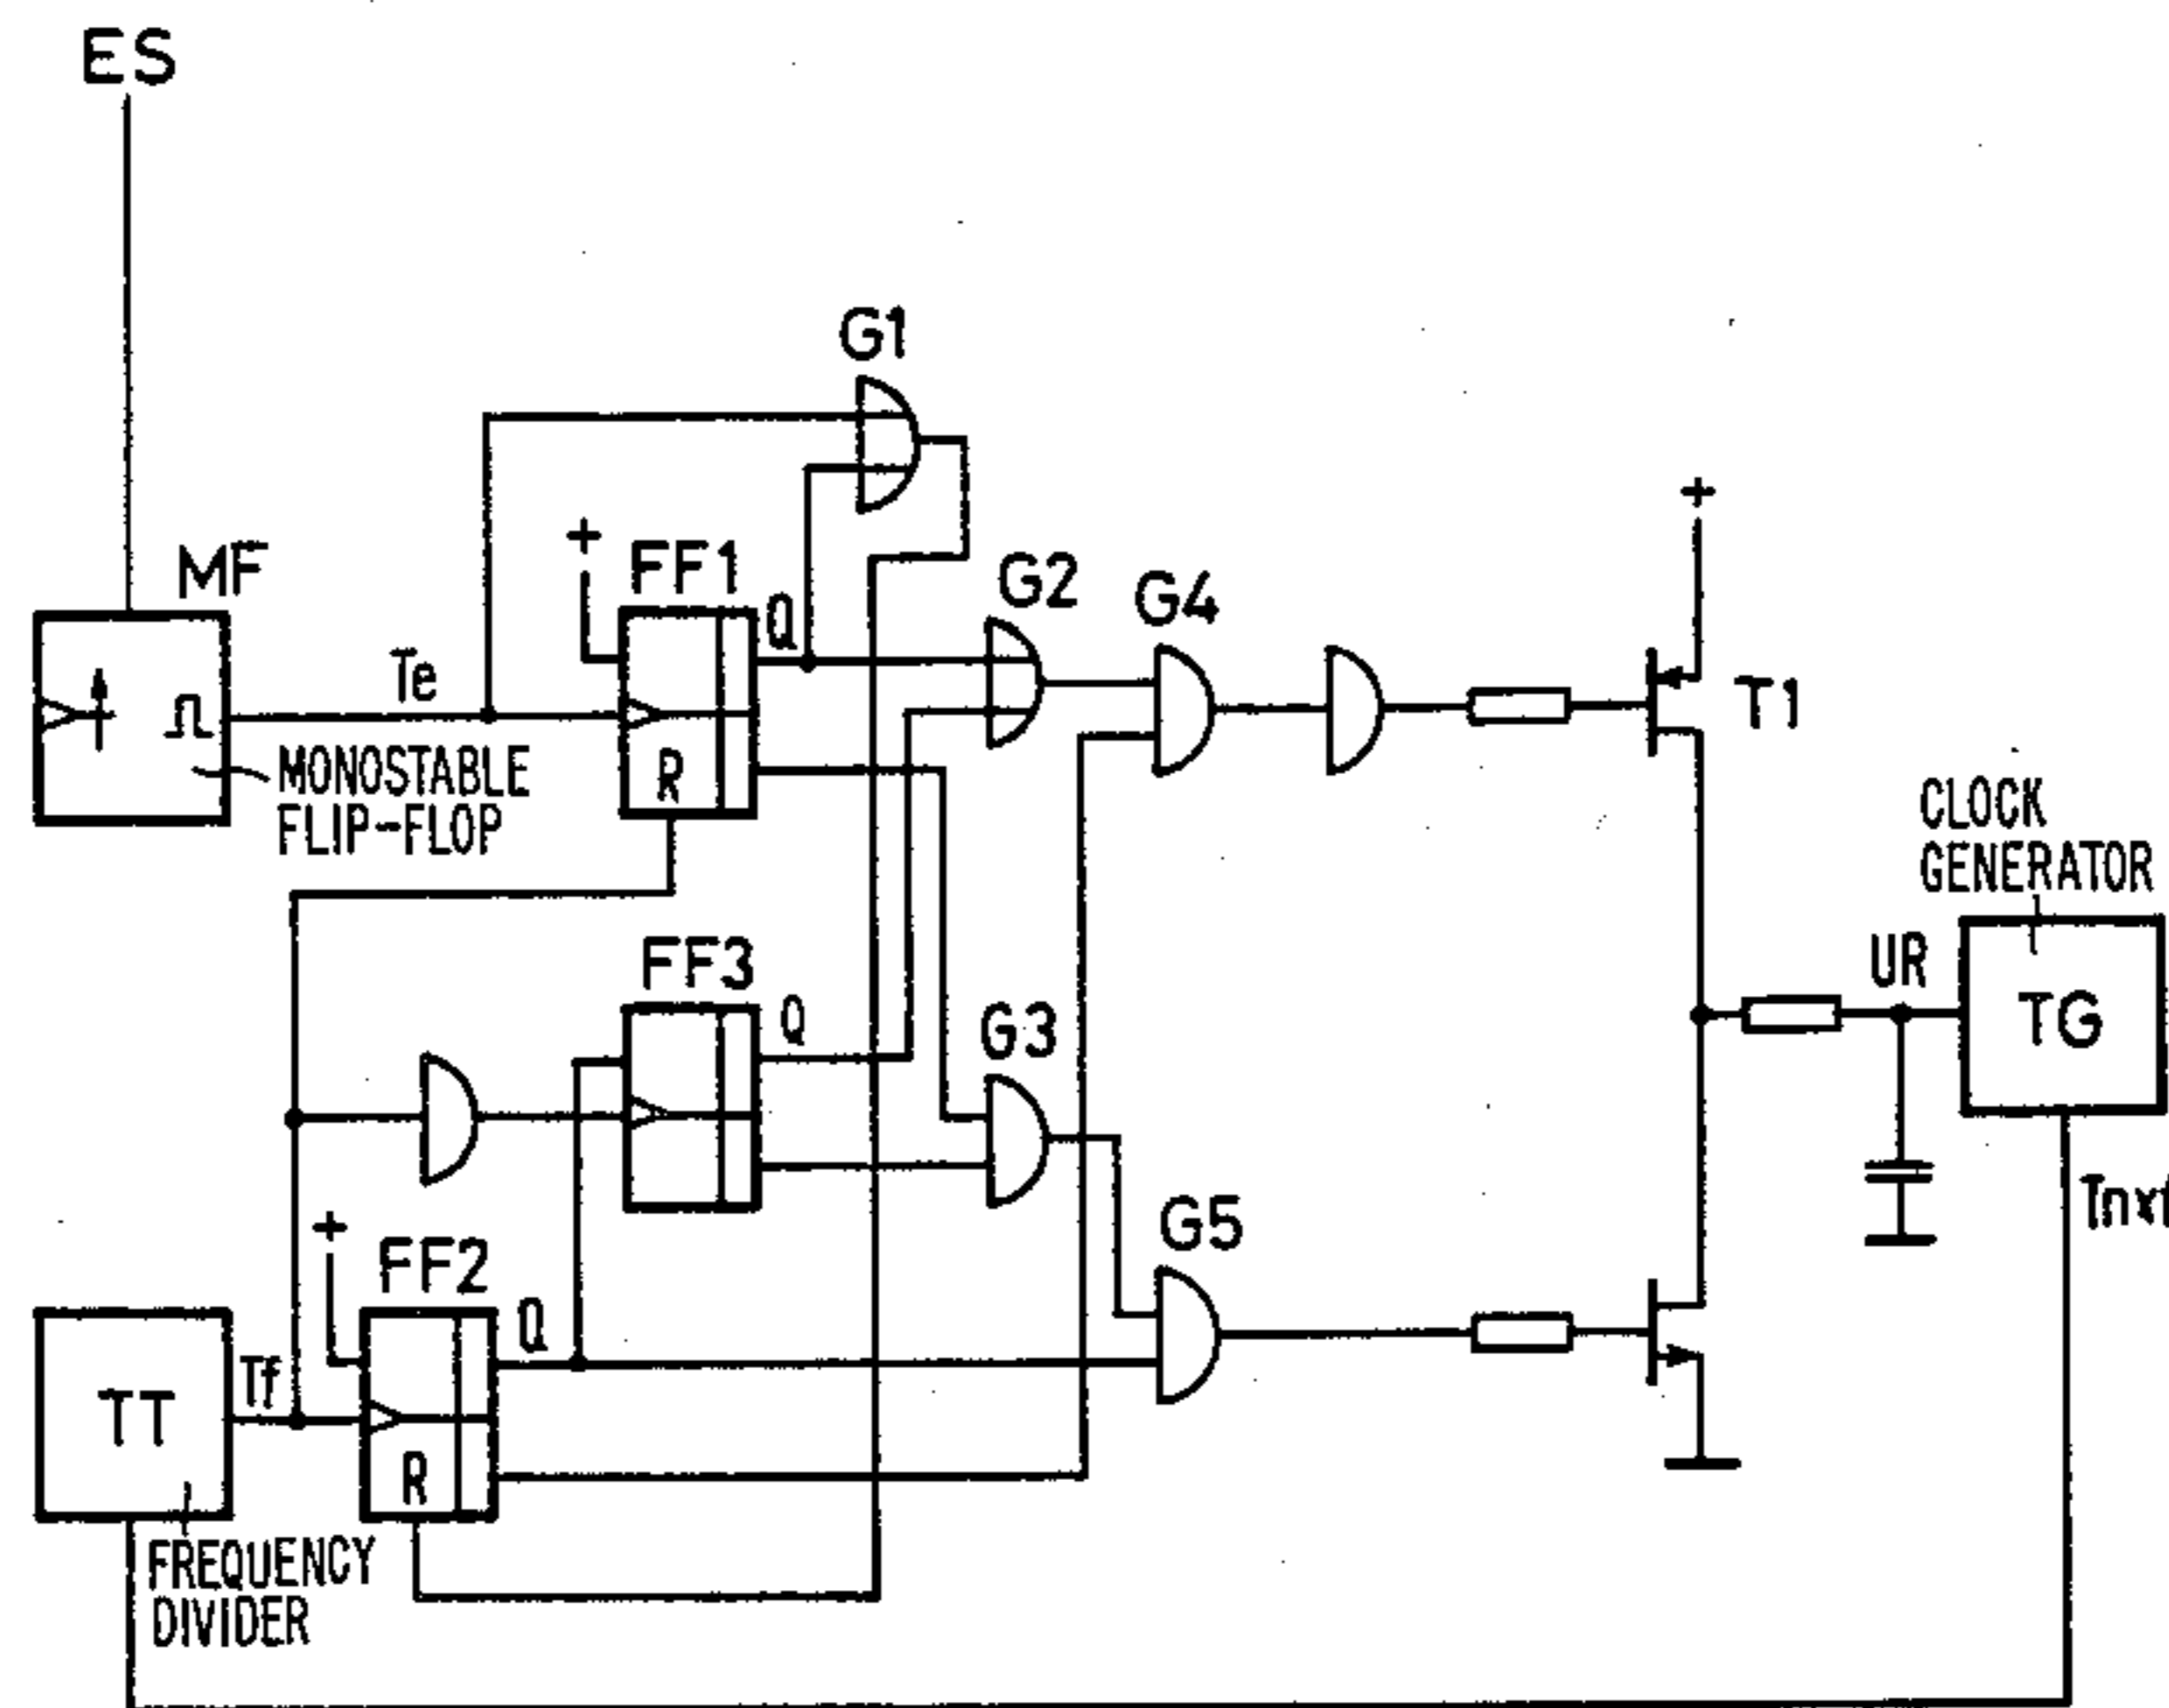 ES
G1
+
+
MF
FF1
Q
G2
G4
Te
T1
R
MONOSTABLE
FLIP-FLOP
CLOCK
GENERATOR
FF3
Q
G3
UR
TG
+
FF2
Q
G5
Tnxf
TT
Tf
R
FREQUENCY
DIVIDER